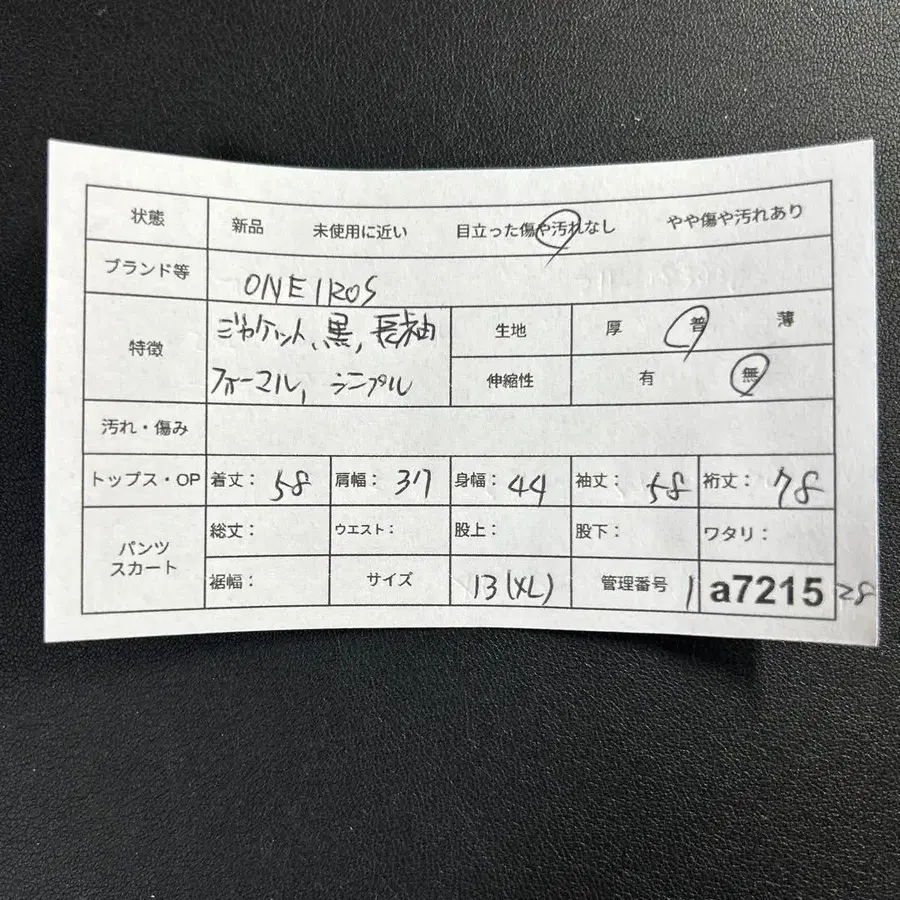 状態 新品 未使用に近い 目立った傷や汚れなし やや傷や汚れあり
ブランド等 ONEIROS
特徴 ジャケット、黒、長袖 生地 厚 普 薄
フォーマル、シンプル 伸縮性 有 無
汚れ・傷み
トップス・OP 着丈: 58 肩幅: 37 身幅: 44 袖丈: 58 裄丈: 78
パンツ スカート 総丈: ウエスト: 股上: 股下: ワタリ:
裾幅: サイズ 13(XL) 管理番号 1 a7215 28